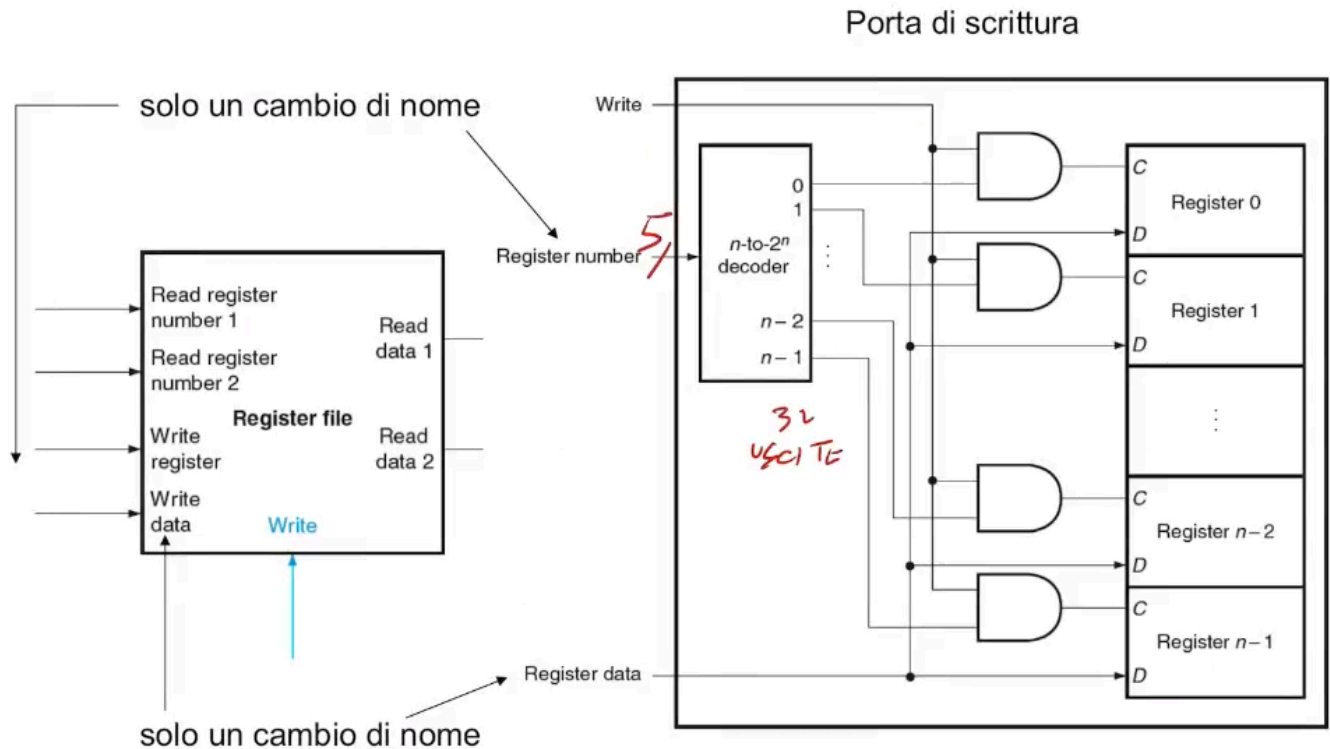 Porta di scrittura
solo un cambio di nome
Write
Register number
5
0
1
n-to-2ⁿ
decoder
⋮
n – 2
n – 1
32
USCITE
C
Register 0
D
C
Register 1
D
⋮
C
Register n – 2
D
C
Register n – 1
D
Register data
Read register
number 1
Read register
number 2
Register file
Write
register
Write
data
Write
Read
data 1
Read
data 2
solo un cambio di nome